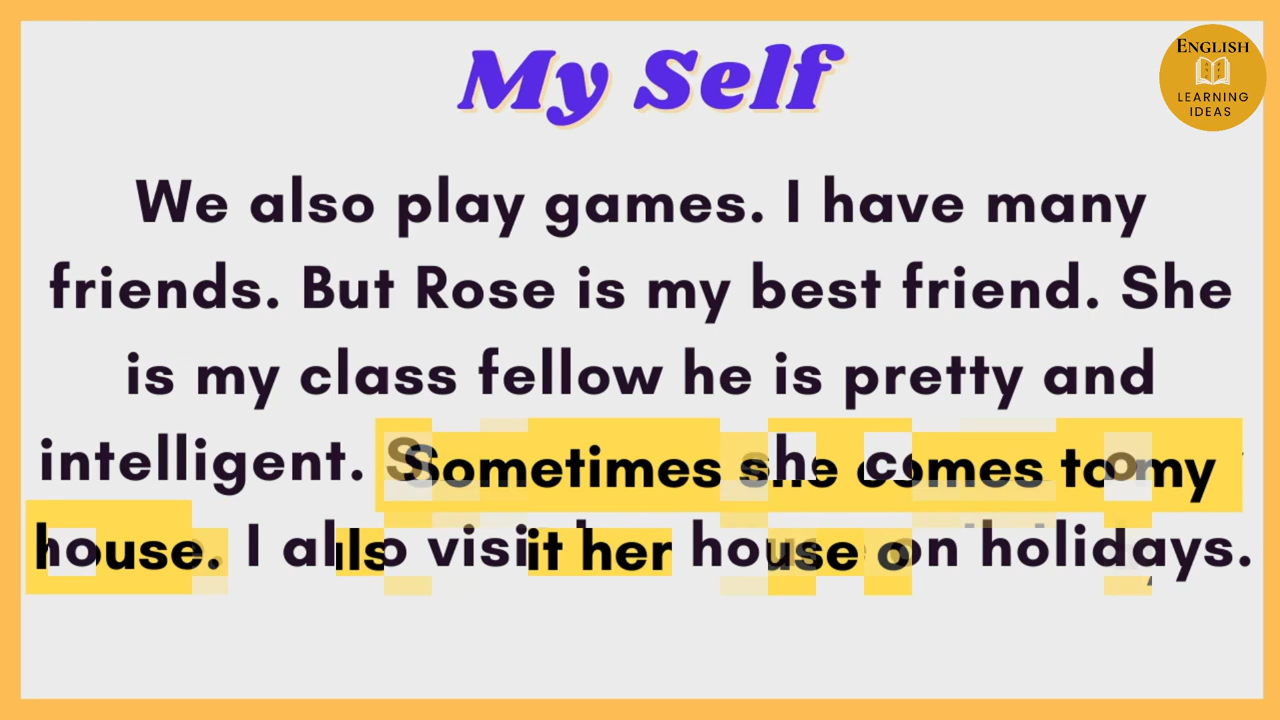 My Self
ENGLISH
LEARNING
IDEAS
We also play games. I have many
friends. But Rose is my best friend. She
is my class fellow he is pretty and
intelligent. Sometimes she comes to my
house. I also visit her house on holidays.